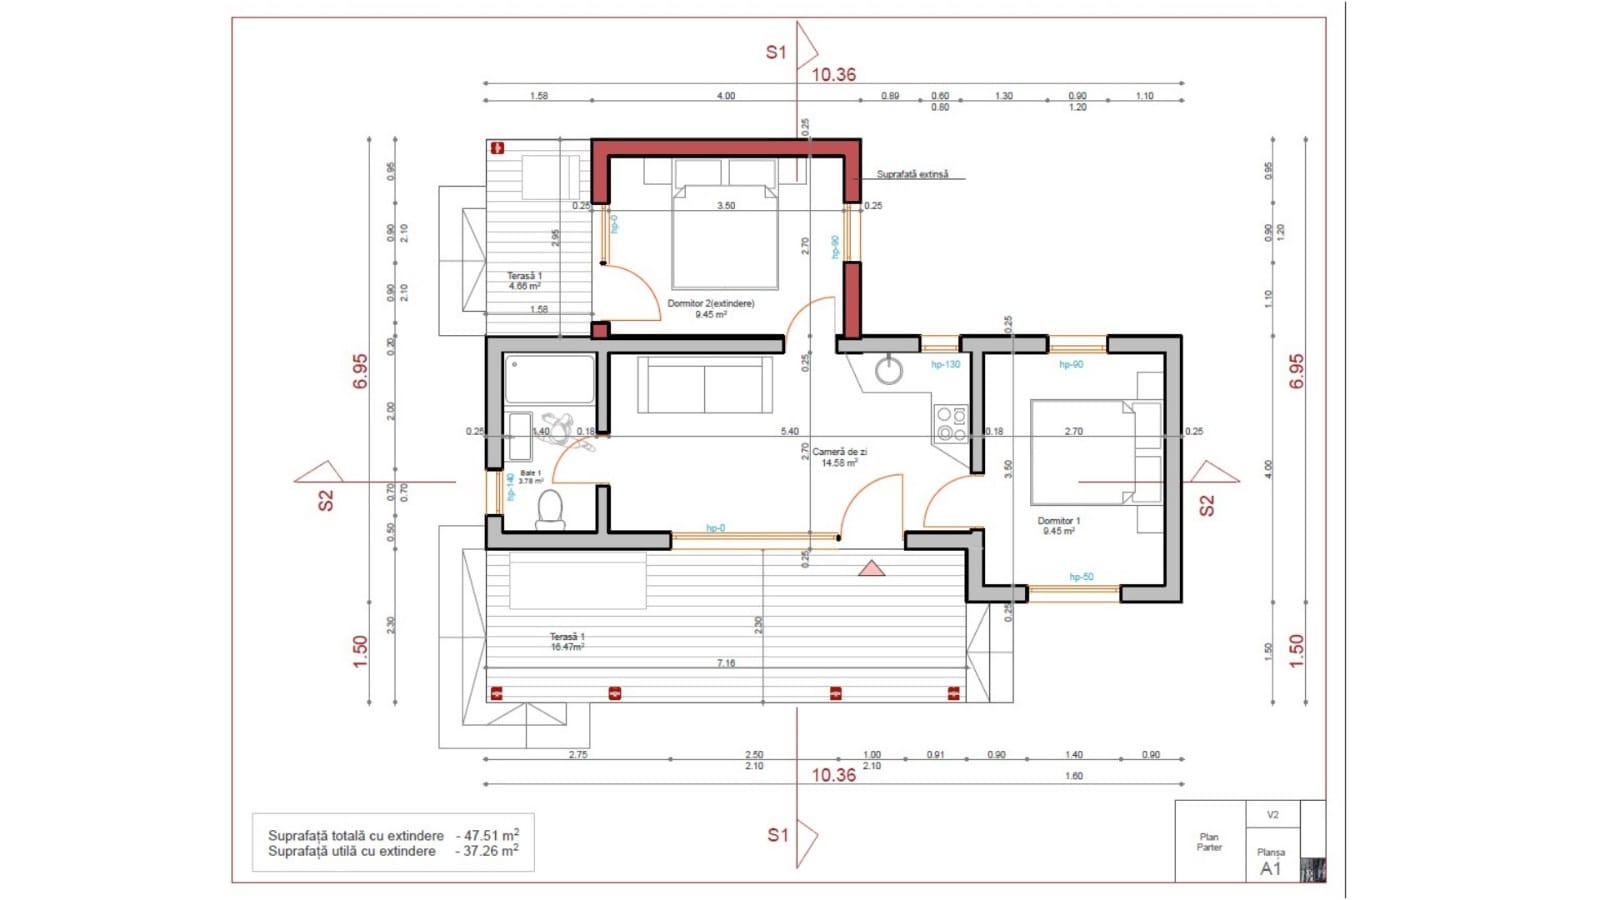 S1
10.36
1.58 4.00 0.89 0.60 1.30 0.90 1.10
0.80 1.20
0.25
0.95
0.95
Suprafață extinsă
0.25 3.50 0.25
hp-0
0.90
2.10
2.95
2.70
hp-90
0.90
1.20
Terasă 1
4.66 m²
0.90
2.10
Dormitor 2(extindere)
9.45 m²
1.10
1.58
0.25
0.20
6.95
0.25
hp-130
hp-90
6.95
2.00
0.25 1.40 0.18 5.40 0.18 2.70 0.25
2.70
Cameră de zi
14.58 m²
3.50
4.00
Baie 1
3.78 m²
hp-140
0.70
0.70
S2
S2
Dormitor 1
9.45 m²
hp-0
0.50
0.25
hp-50
0.25
2.30
Terasă 1
16.47m²
2.30
1.50
7.16
1.50
1.50
2.75 2.50 1.00 0.91 0.90 1.40 0.90
2.10 2.10
10.36
1.60
S1
Suprafață totală cu extindere - 47.51 m²
Suprafață utilă cu extindere - 37.26 m²
Plan
Parter
V2
Planșa
A1